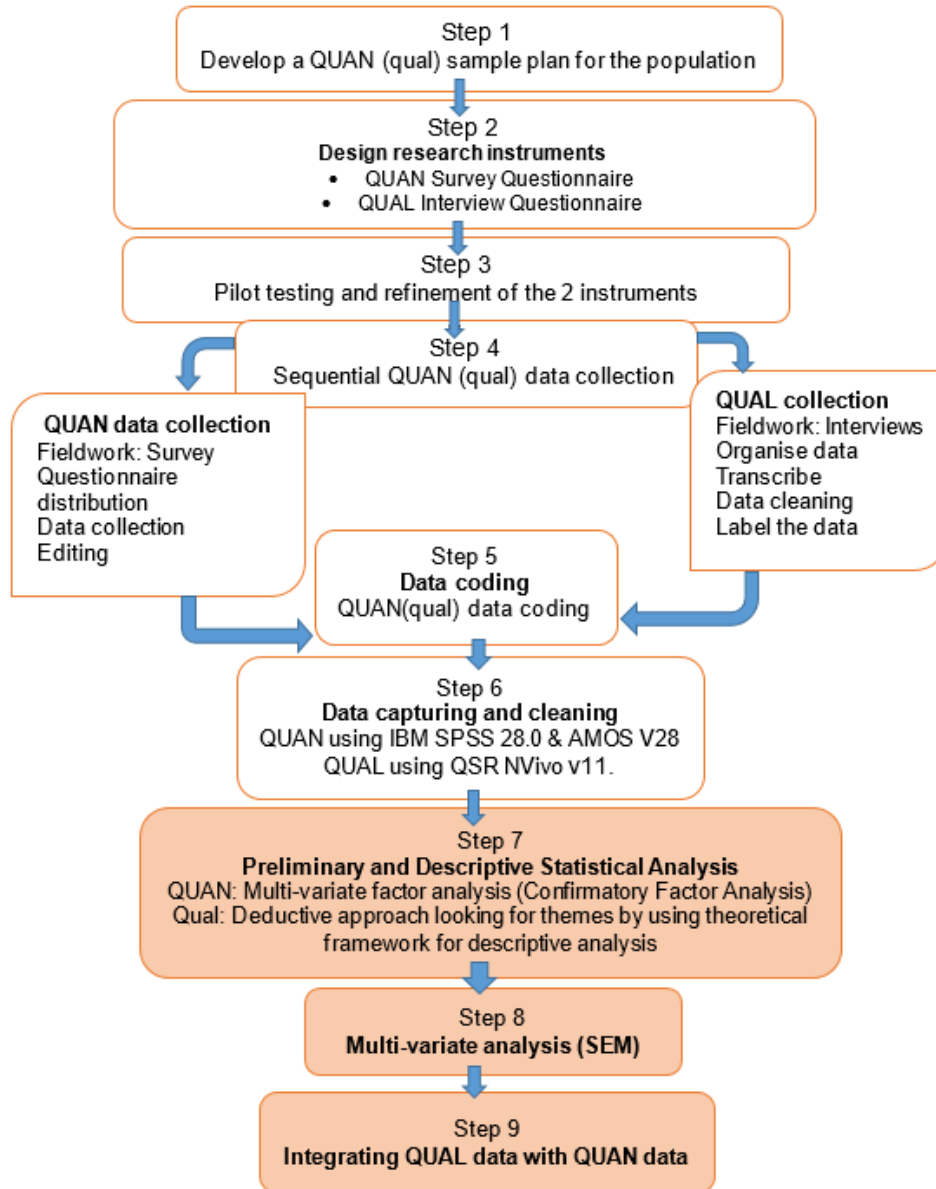 Step 1
Develop a QUAN (qual) sample plan for the population
Step 2
Design research instruments
• QUAN Survey Questionnaire
• QUAL Interview Questionnaire
Step 3
Pilot testing and refinement of the 2 instruments
Step 4
Sequential QUAN (qual) data collection
QUAN data collection
Fieldwork: Survey
Questionnaire
distribution
Data collection
Editing
QUAL collection
Fieldwork: Interviews
Organise data
Transcribe
Data cleaning
Label the data
Step 5
Data coding
QUAN(qual) data coding
Step 6
Data capturing and cleaning
QUAN using IBM SPSS 28.0 & AMOS V28
QUAL using QSR NVivo v11.
Step 7
Preliminary and Descriptive Statistical Analysis
QUAN: Multi-variate factor analysis (Confirmatory Factor Analysis)
Qual: Deductive approach looking for themes by using theoretical
framework for descriptive analysis
Step 8
Multi-variate analysis (SEM)
Step 9
Integrating QUAL data with QUAN data